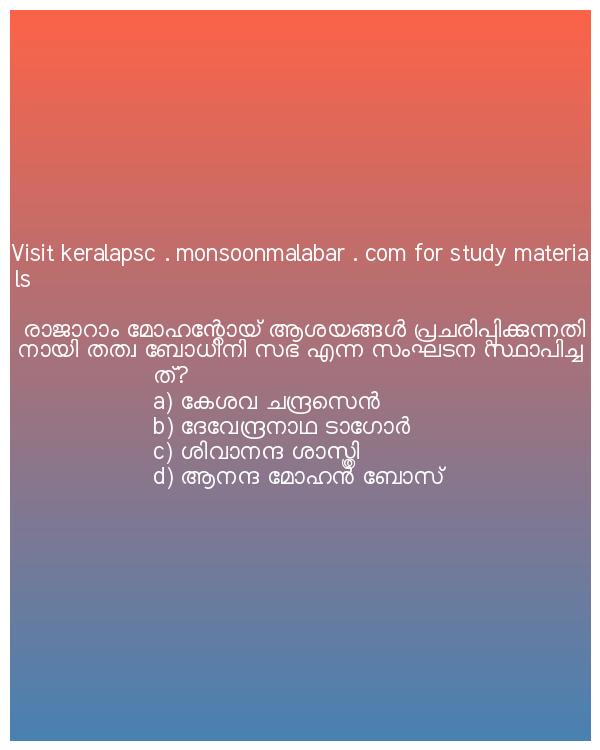 Visit keralapsc . monsoonmalabar . com for study materia
ls
രാജാറാം മോഹന്റോയ് ആശയങ്ങൾ പ്രചരിപ്പിക്കുന്നതി
നായി തത്വ ബോധിനി സഭ എന്ന സംഘടന സ്ഥാപിച്ച
ത്?
a) കേശവ ചന്ദ്രസെൻ
b) ദേവേന്ദ്രനാഥ ടാഗോർ
c) ശിവാനന്ദ ശാസ്ത്രി
d) ആനന്ദ മോഹൻ ബോസ്